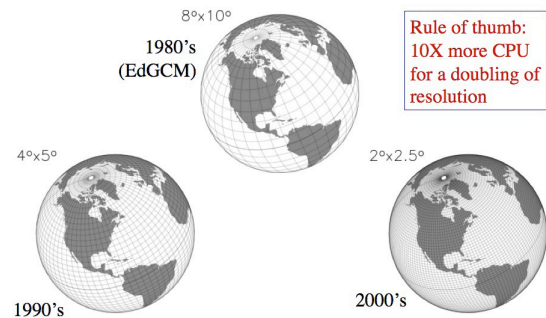 8°x10°
1980's
(EdGCM)
Rule of thumb:
10X more CPU
for a doubling of
resolution
4°x5°
1990's
2°x2.5°
2000's